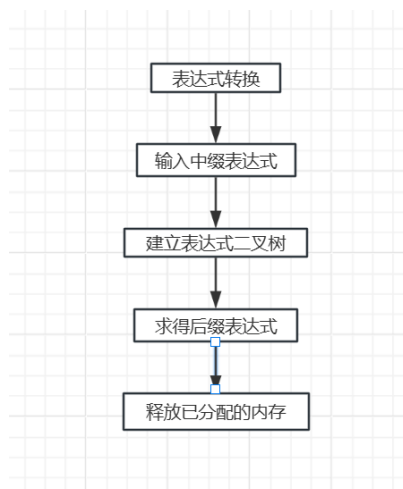 表达式转换
输入中缀表达式
建立表达式二叉树
求得后缀表达式
释放已分配的内存